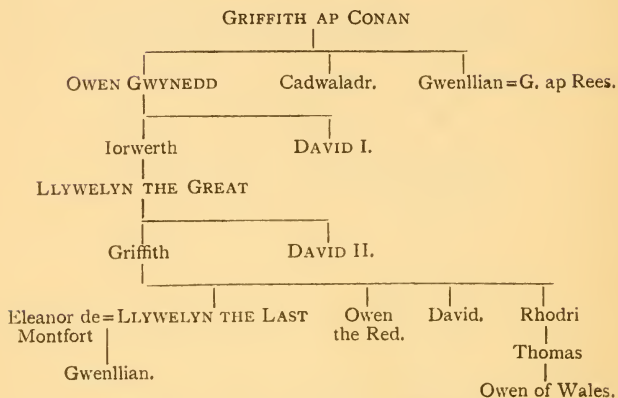 GRIFFITH AP CONAN
OWEN GWYNEDD Cadwaladr. Gwenllian=G. ap Rees.
Iorwerth DAVID I.
LLYWELYN THE GREAT
Griffith DAVID II.
Eleanor de=LLYWELYN THE LAST Owen David. Rhodri
Montfort the Red.
Thomas
Gwenllian.
Owen of Wales.